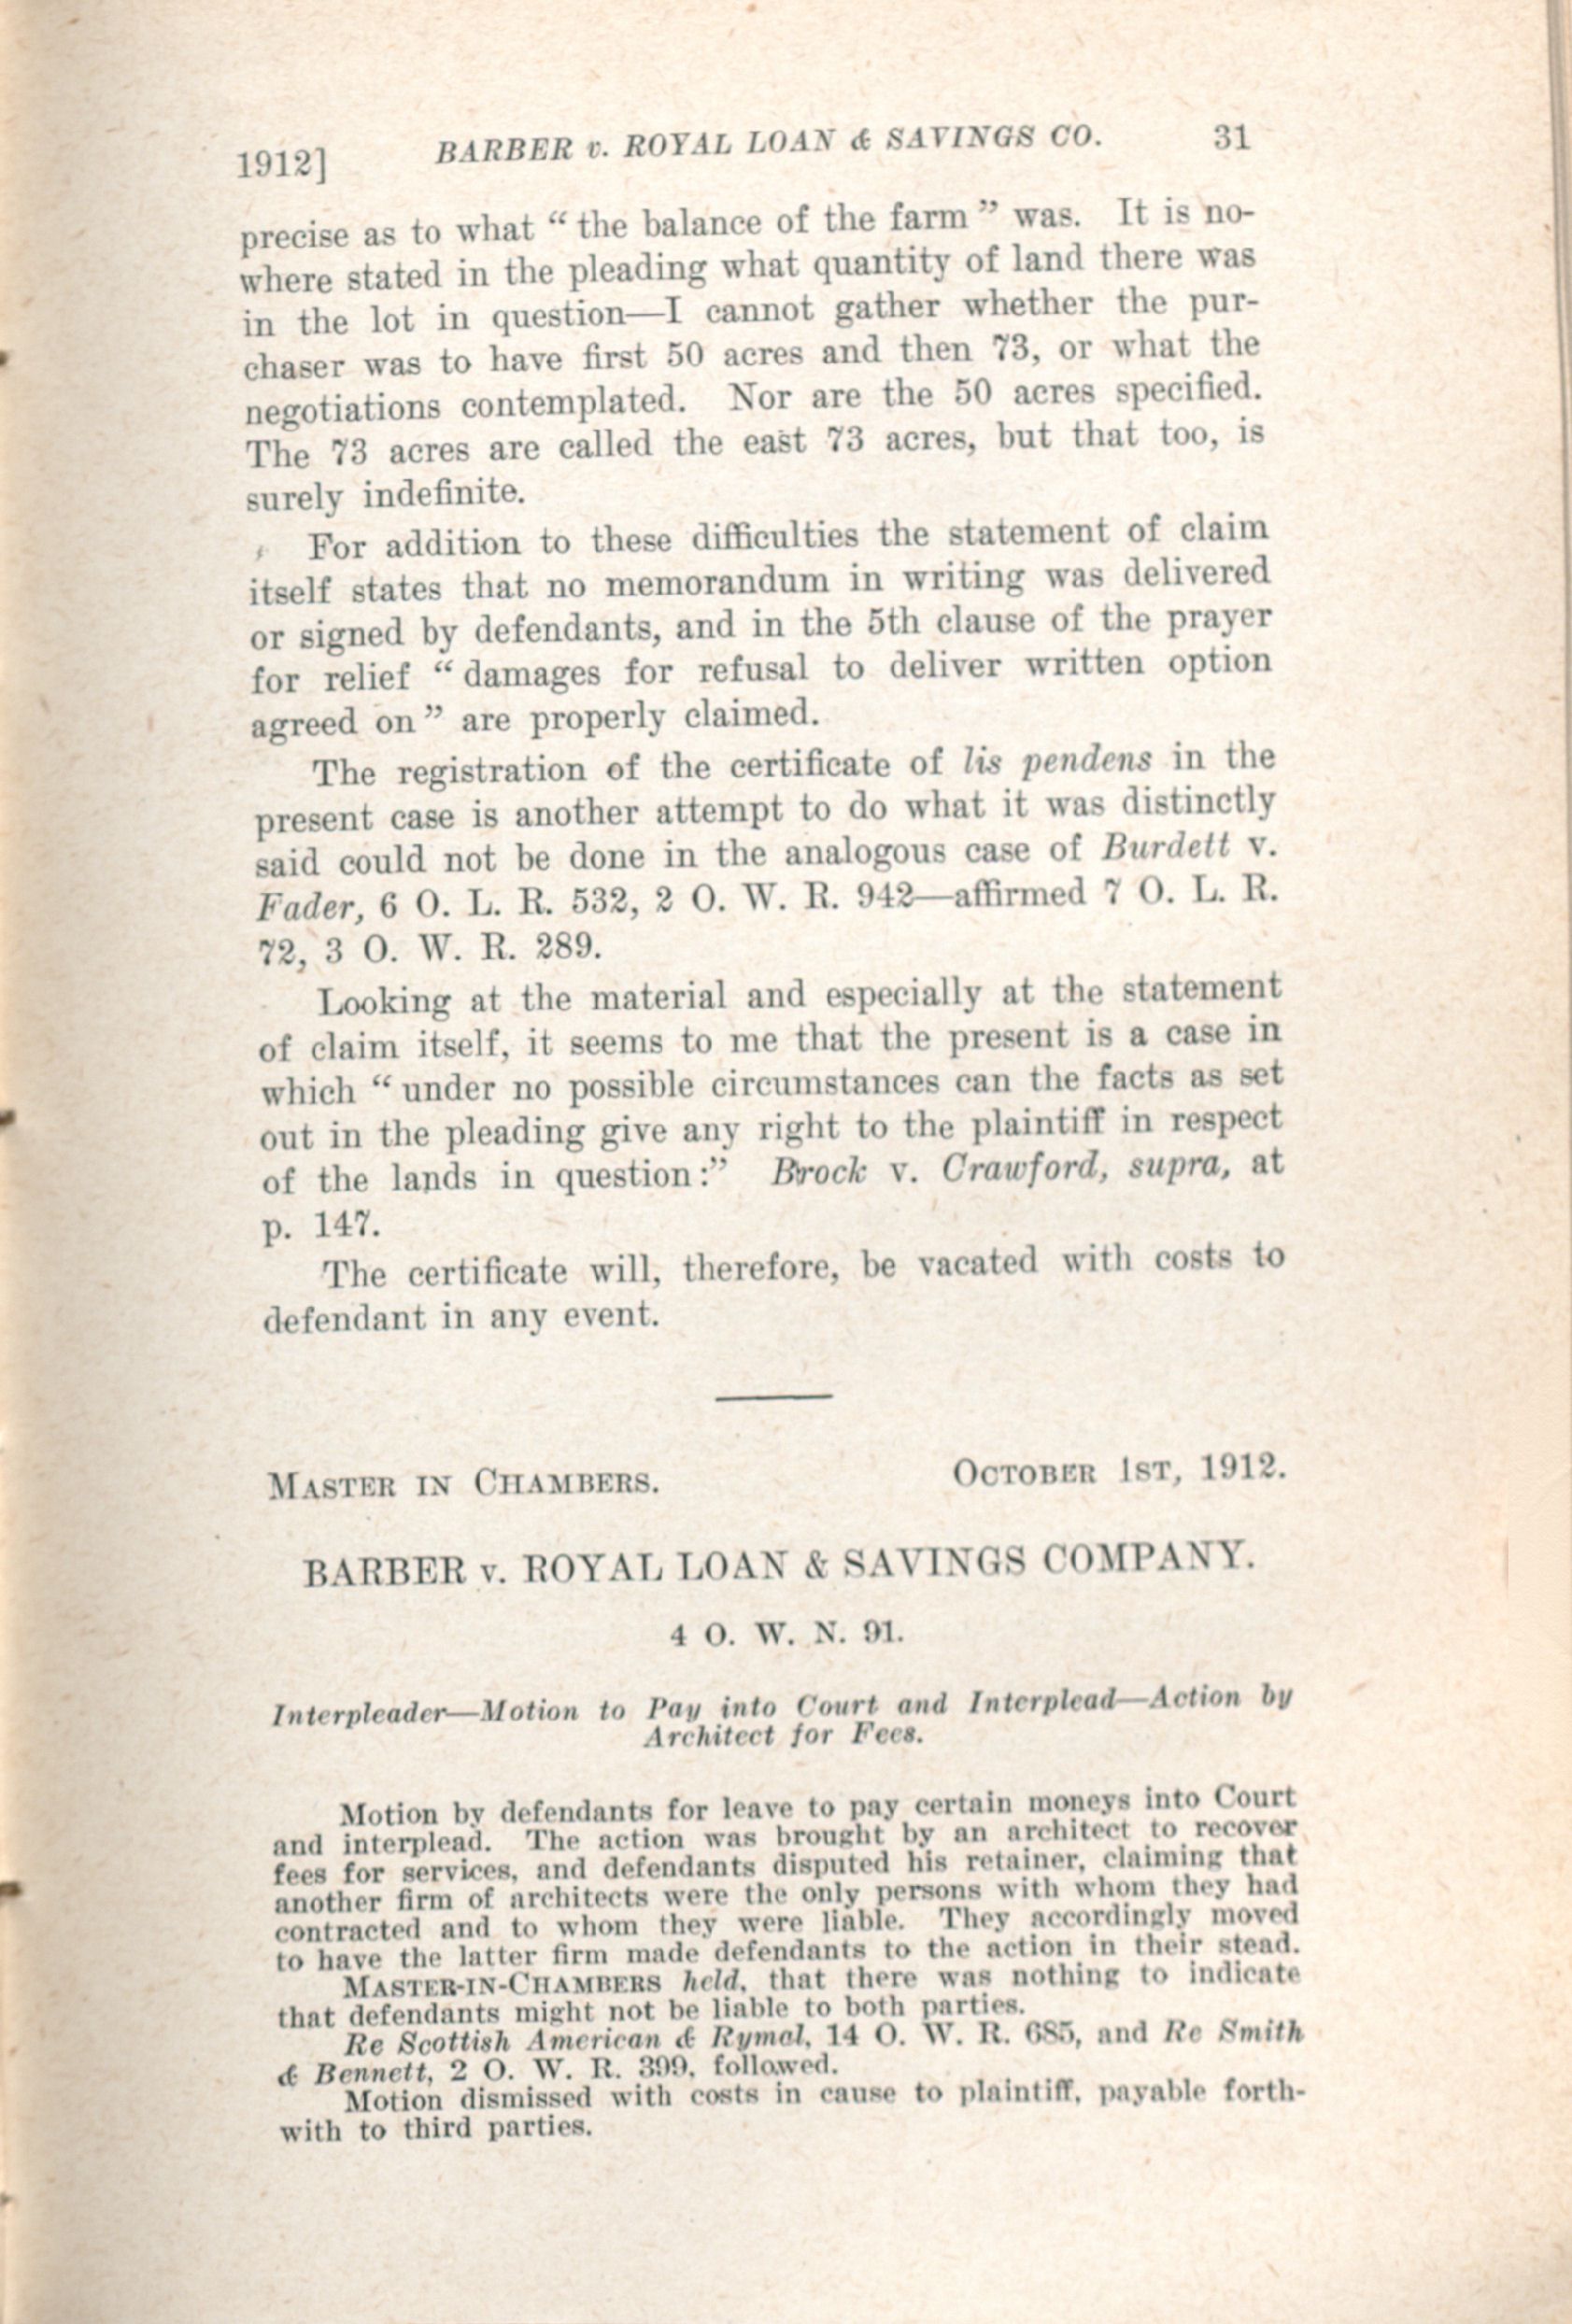 1912] BARBER v. ROYAL LOAN & SAVINGS CO. 31
precise as to what “ the balance of the farm ” was. It is no-
where stated in the pleading what quantity of land there was
in the lot in question—I cannot gather whether the pur-
chaser was to have first 50 acres and then 73, or what the
negotiations contemplated. Nor are the 50 acres specified.
The 73 acres are called the east 73 acres, but that too, is
surely indefinite.
For addition to these difficulties the statement of claim
itself states that no memorandum in writing was delivered
or signed by defendants, and in the 5th clause of the prayer
for relief “ damages for refusal to deliver written option
agreed on ” are properly claimed.
The registration of the certificate of lis pendens in the
present case is another attempt to do what it was distinctly
said could not be done in the analogous case of Burdett v.
Fader, 6 O. L. R. 532, 2 O. W. R. 942—affirmed 7 O. L. R.
72, 3 O. W. R. 289.
Looking at the material and especially at the statement
of claim itself, it seems to me that the present is a case in
which “ under no possible circumstances can the facts as set
out in the pleading give any right to the plaintiff in respect
of the lands in question :” Brock v. Crawford, supra, at
p. 147.
The certificate will, therefore, be vacated with costs to
defendant in any event.
MASTER IN CHAMBERS. OCTOBER 1ST, 1912.
BARBER v. ROYAL LOAN & SAVINGS COMPANY.
4 O. W. N. 91.
Interpleader—Motion to Pay into Court and Interplead—Action by
Architect for Fees.
Motion by defendants for leave to pay certain moneys into Court
and interplead. The action was brought by an architect to recover
fees for services, and defendants disputed his retainer, claiming that
another firm of architects were the only persons with whom they had
contracted and to whom they were liable. They accordingly moved
to have the latter firm made defendants to the action in their stead.
MASTER-IN-CHAMBERS held, that there was nothing to indicate
that defendants might not be liable to both parties.
Re Scottish American & Rymal, 14 O. W. R. 685, and Re Smith
& Bennett, 2 O. W. R. 399, followed.
Motion dismissed with costs in cause to plaintiff, payable forth-
with to third parties.